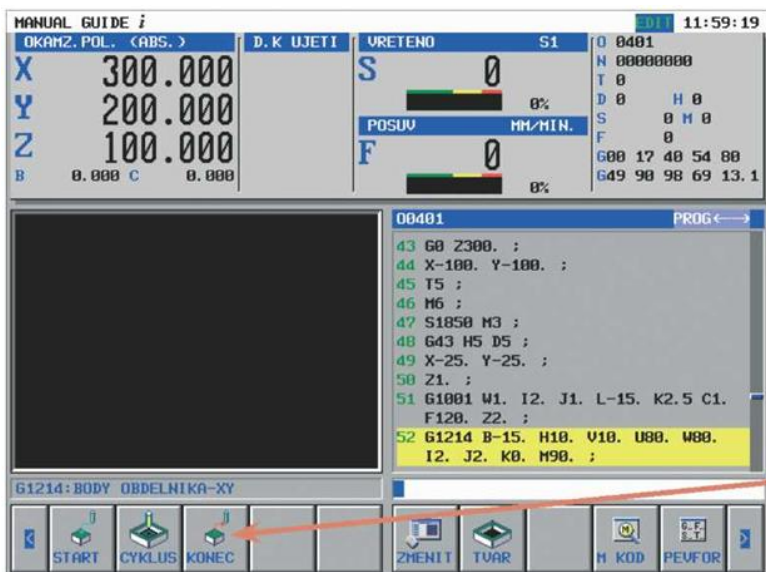 MANUAL GUIDE i EDIT 11:59:19
OKAMZ.POL. (ABS.) D.K UJETI VRETENO S1
X 300.000
Y 200.000
Z 100.000
B 0.000 C 0.000
S 0
0%
POSUV MM/MIN.
F 0
0%
O 0401
N 00000000
T 0
D 0 H 0
S 0 M 0
F 0
G00 17 40 54 80
G49 90 98 69 13.1
O0401 PROG←→
43 G0 Z300. ;
44 X-100. Y-100. ;
45 T5 ;
46 M6 ;
47 S1850 M3 ;
48 G43 H5 D5 ;
49 X-25. Y-25. ;
50 Z1. ;
51 G1001 W1. I2. J1. L-15. K2.5 C1.
F120. Z2. ;
52 G1214 B-15. H10. V10. U80. W80.
I2. J2. K0. M90. ;
G1214:BODY OBDELNIKA-XY
< START CYKLUS KONEC ZMENIT TVAR M KOD PEVFOR >
G.F.
S.T